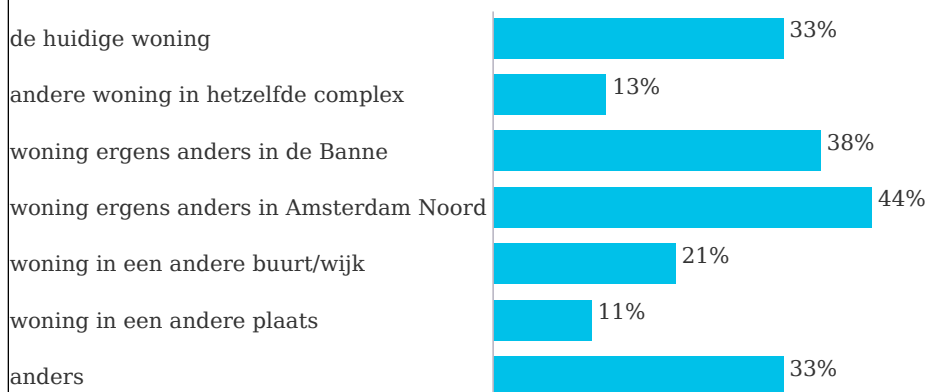 de huidige woning 33%
andere woning in hetzelfde complex 13%
woning ergens anders in de Banne 38%
woning ergens anders in Amsterdam Noord 44%
woning in een andere buurt/wijk 21%
woning in een andere plaats 11%
anders 33%